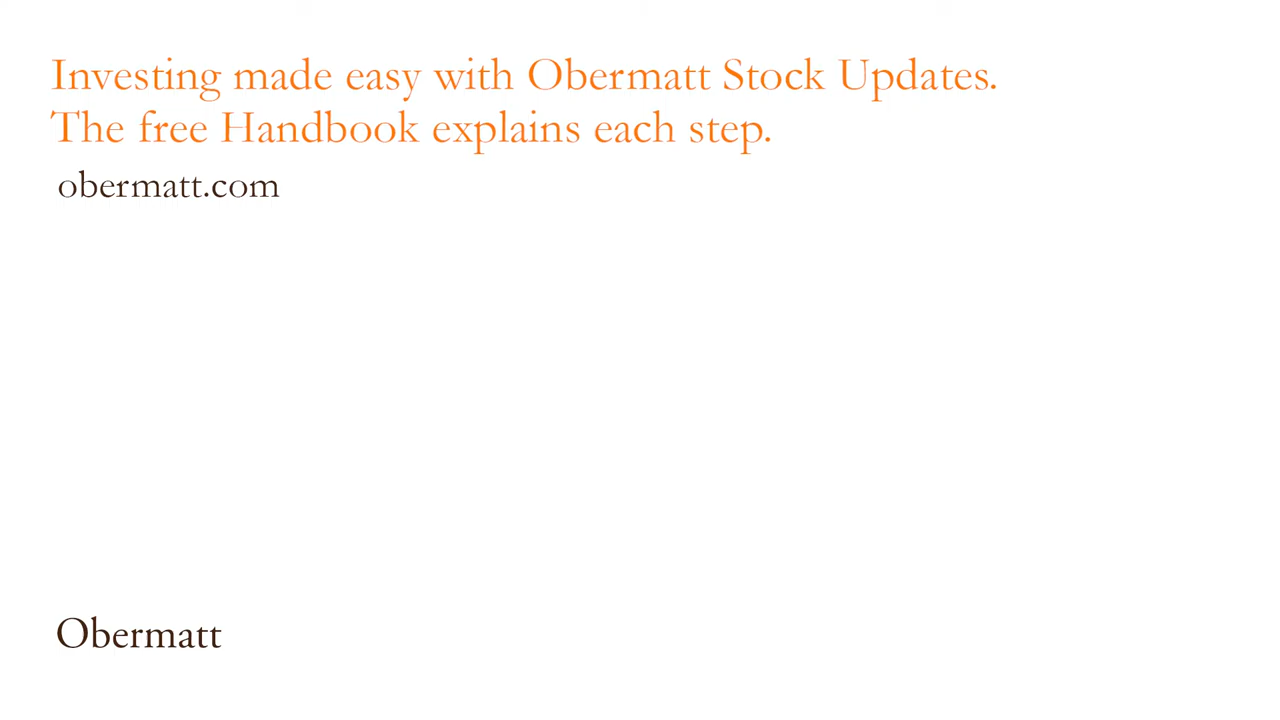 Investing made easy with Obermatt Stock Updates.
The free Handbook explains each step.
obermatt.com
Obermatt